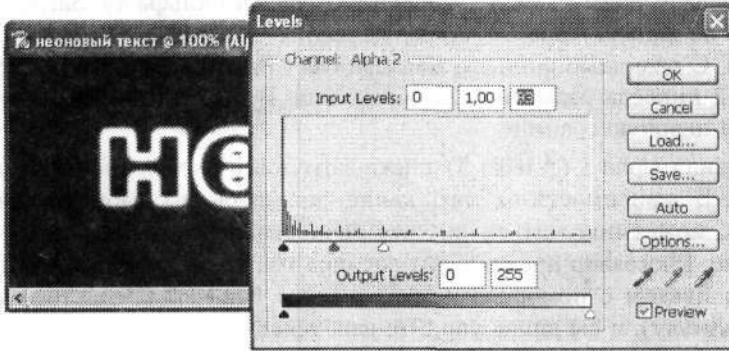 неоновый текст @ 100% (Al
Не
Levels
Channel: Alpha 2
Input Levels: 0 1,00
Output Levels: 0 255
OK
Cancel
Load...
Save...
Auto
Options...
Preview